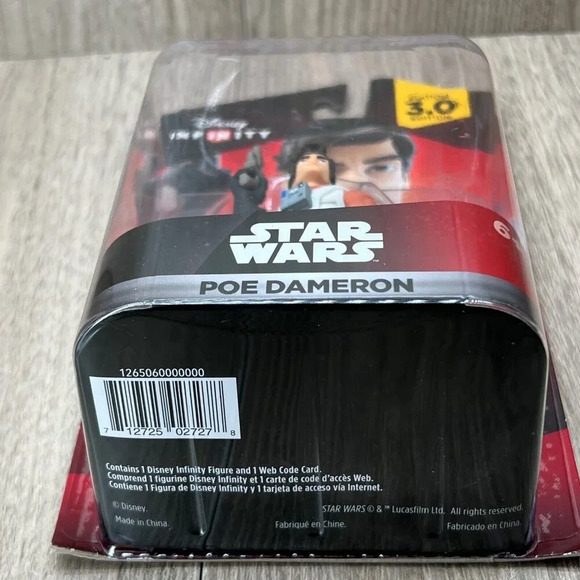 Disney
INFINITY
3.0
EDITION
STAR
WARS
POE DAMERON
1265060000000
7 12725 02727 8
Contains 1 Disney Infinity Figure and 1 Web Code Card.
Comprend 1 figurine Disney Infinity et 1 carte de code d'accès Web.
Contiene 1 Figura de Disney Infinity y 1 tarjeta de acceso vía Internet.
© Disney. STAR WARS © & ™ Lucasfilm Ltd. All rights reserved.
Made in China. Fabriqué en Chine. Fabricado en China.